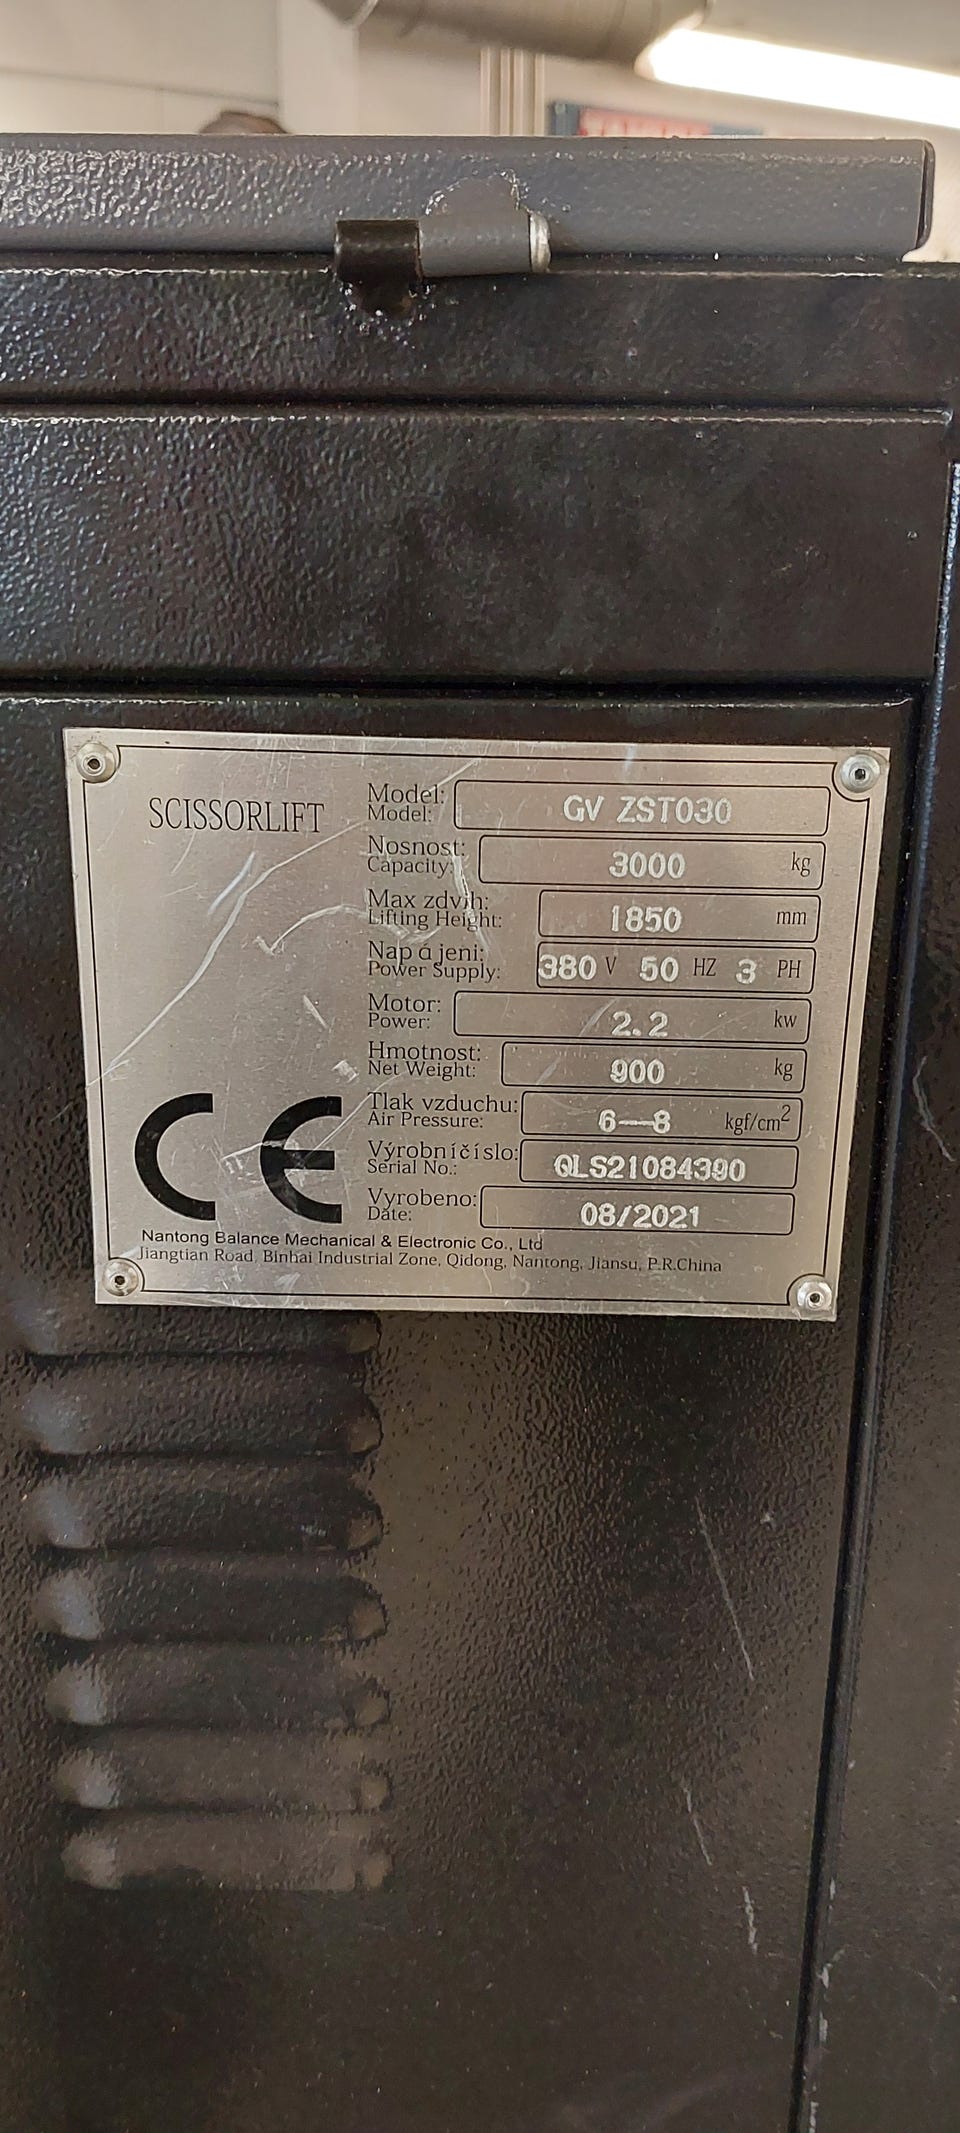 SCISSORLIFT
Model:
Model:
GV ZST030
Nosnost:
Capacity:
3000 kg
Max zdvih:
Lifting Height:
1850 mm
Nap á jeni:
Power Supply:
380 V 50 HZ 3 PH
Motor:
Power:
2.2 kw
Hmotnost:
Net Weight:
900 kg
Tlak vzduchu:
Air Pressure:
6—8 kgf/cm²
Výrobní číslo:
Serial No.:
QLS21084390
Vyrobeno:
Date:
08/2021
CE
Nantong Balance Mechanical & Electronic Co., Ltd
Jiangtian Road, Binhai Industrial Zone, Qidong, Nantong, Jiansu, P.R.China